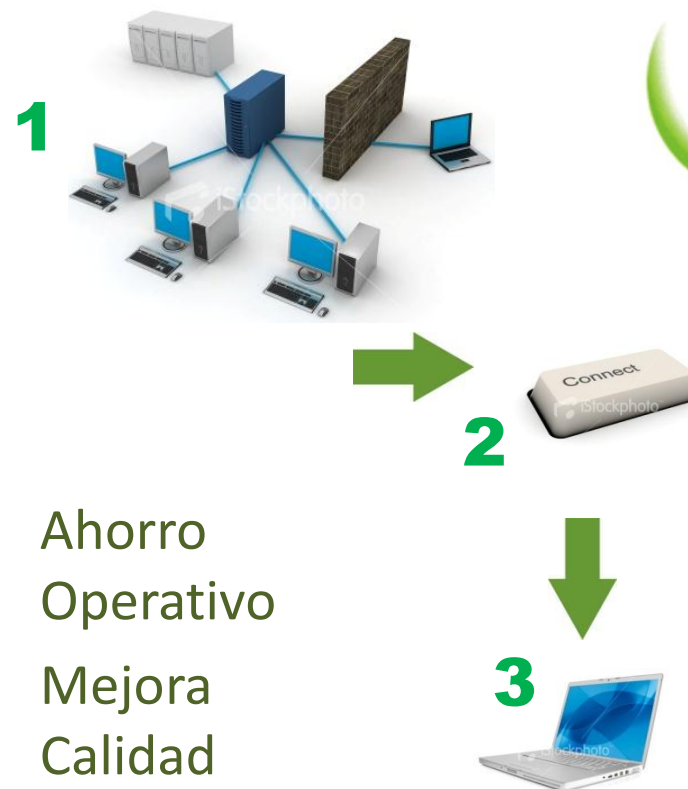 1
iStockphoto
Connect
iStockphoto
2
Ahorro
Operativo
Mejora
Calidad
3
iStockphoto